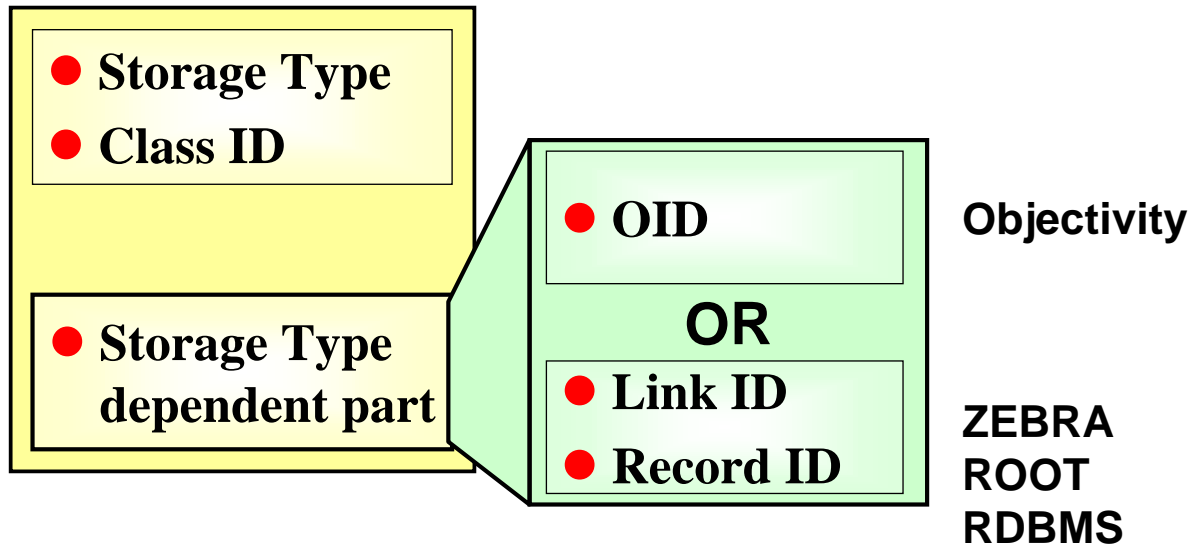 Storage Type
Class ID
Storage Type
dependent part
OID
OR
Link ID
Record ID
Objectivity
ZEBRA
ROOT
RDBMS